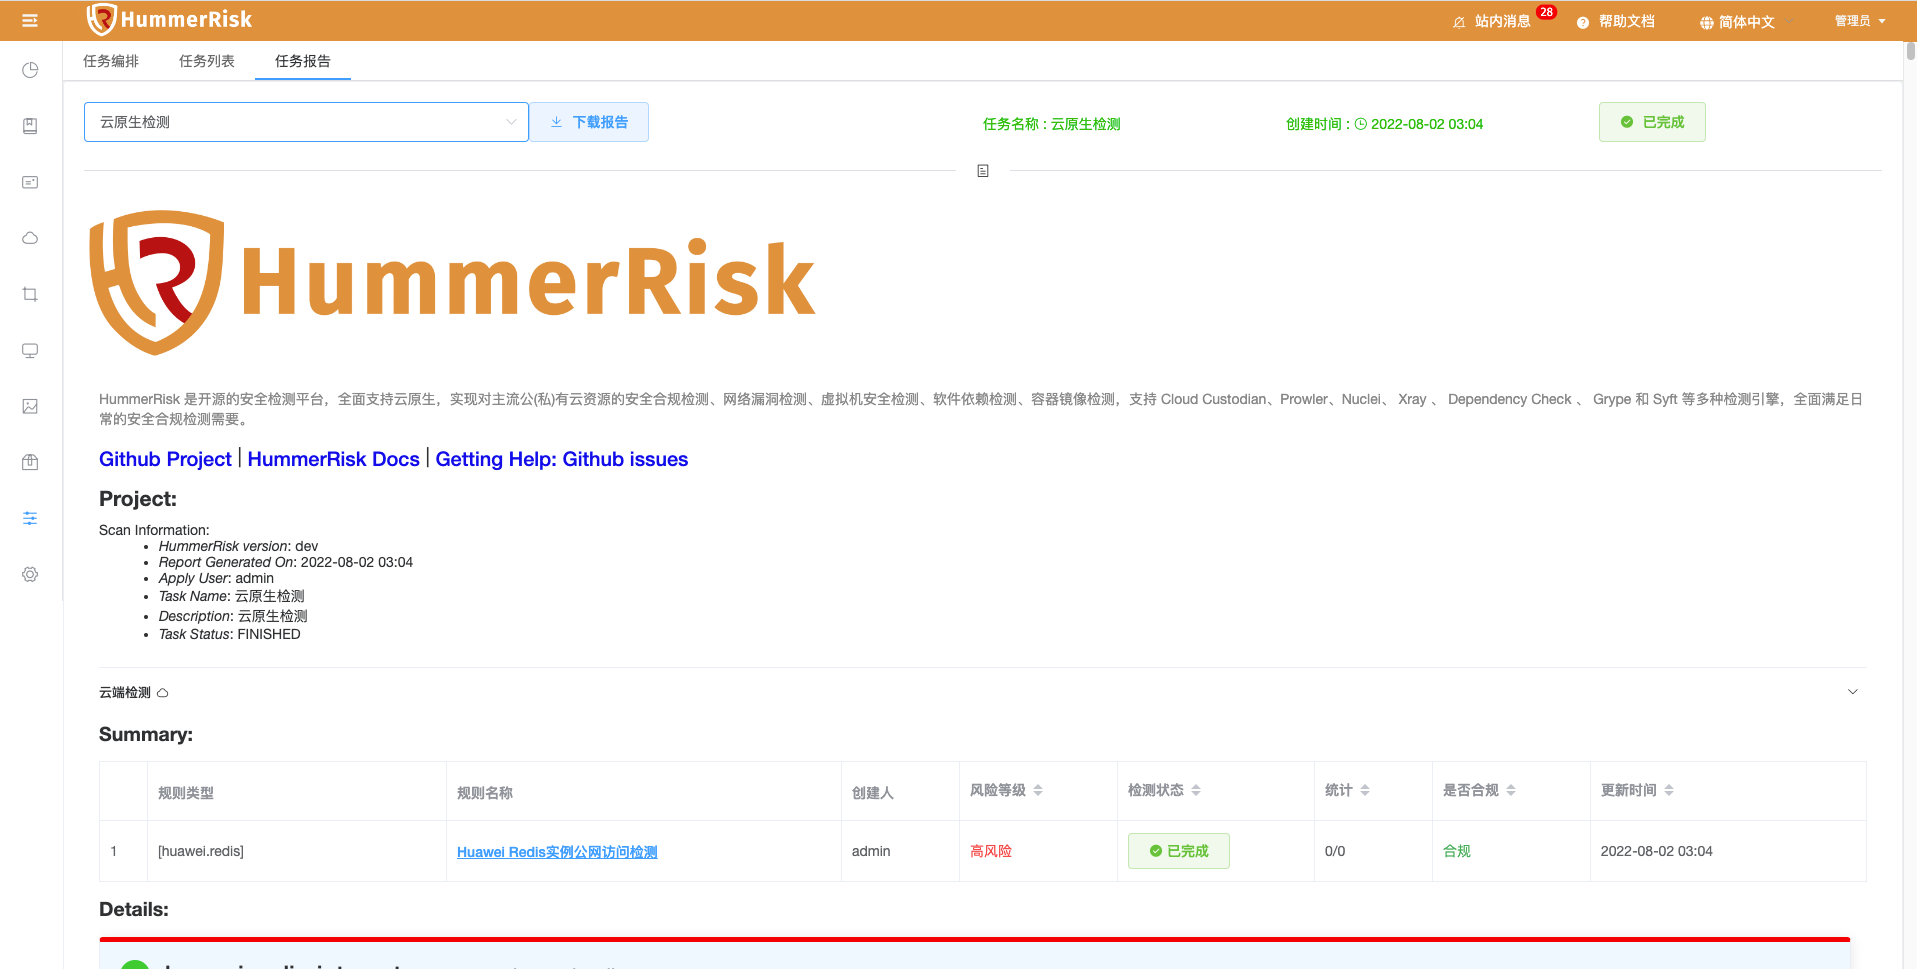 HummerRisk
站内消息 28
帮助文档
简体中文
管理员
任务编排 任务列表 任务报告
云原生检测
下载报告
任务名称 : 云原生检测
创建时间 : 2022-08-02 03:04
已完成
HummerRisk
HummerRisk 是开源的安全检测平台，全面支持云原生，实现对主流公(私)有云资源的安全合规检测、网络漏洞检测、虚拟机安全检测、软件依赖检测、容器镜像检测，支持 Cloud Custodian、Prowler、Nuclei、 Xray 、 Dependency Check 、 Grype 和 Syft 等多种检测引擎，全面满足日
常的安全合规检测需要。
Github Project | HummerRisk Docs | Getting Help: Github issues
Project:
Scan Information:
• HummerRisk version: dev
• Report Generated On: 2022-08-02 03:04
• Apply User: admin
• Task Name: 云原生检测
• Description: 云原生检测
• Task Status: FINISHED
云端检测
Summary:
规则类型 规则名称 创建人 风险等级 检测状态 统计 是否合规 更新时间
1 [huawei.redis] Huawei Redis实例公网访问检测 admin 高风险 已完成 0/0 合规 2022-08-02 03:04
Details: